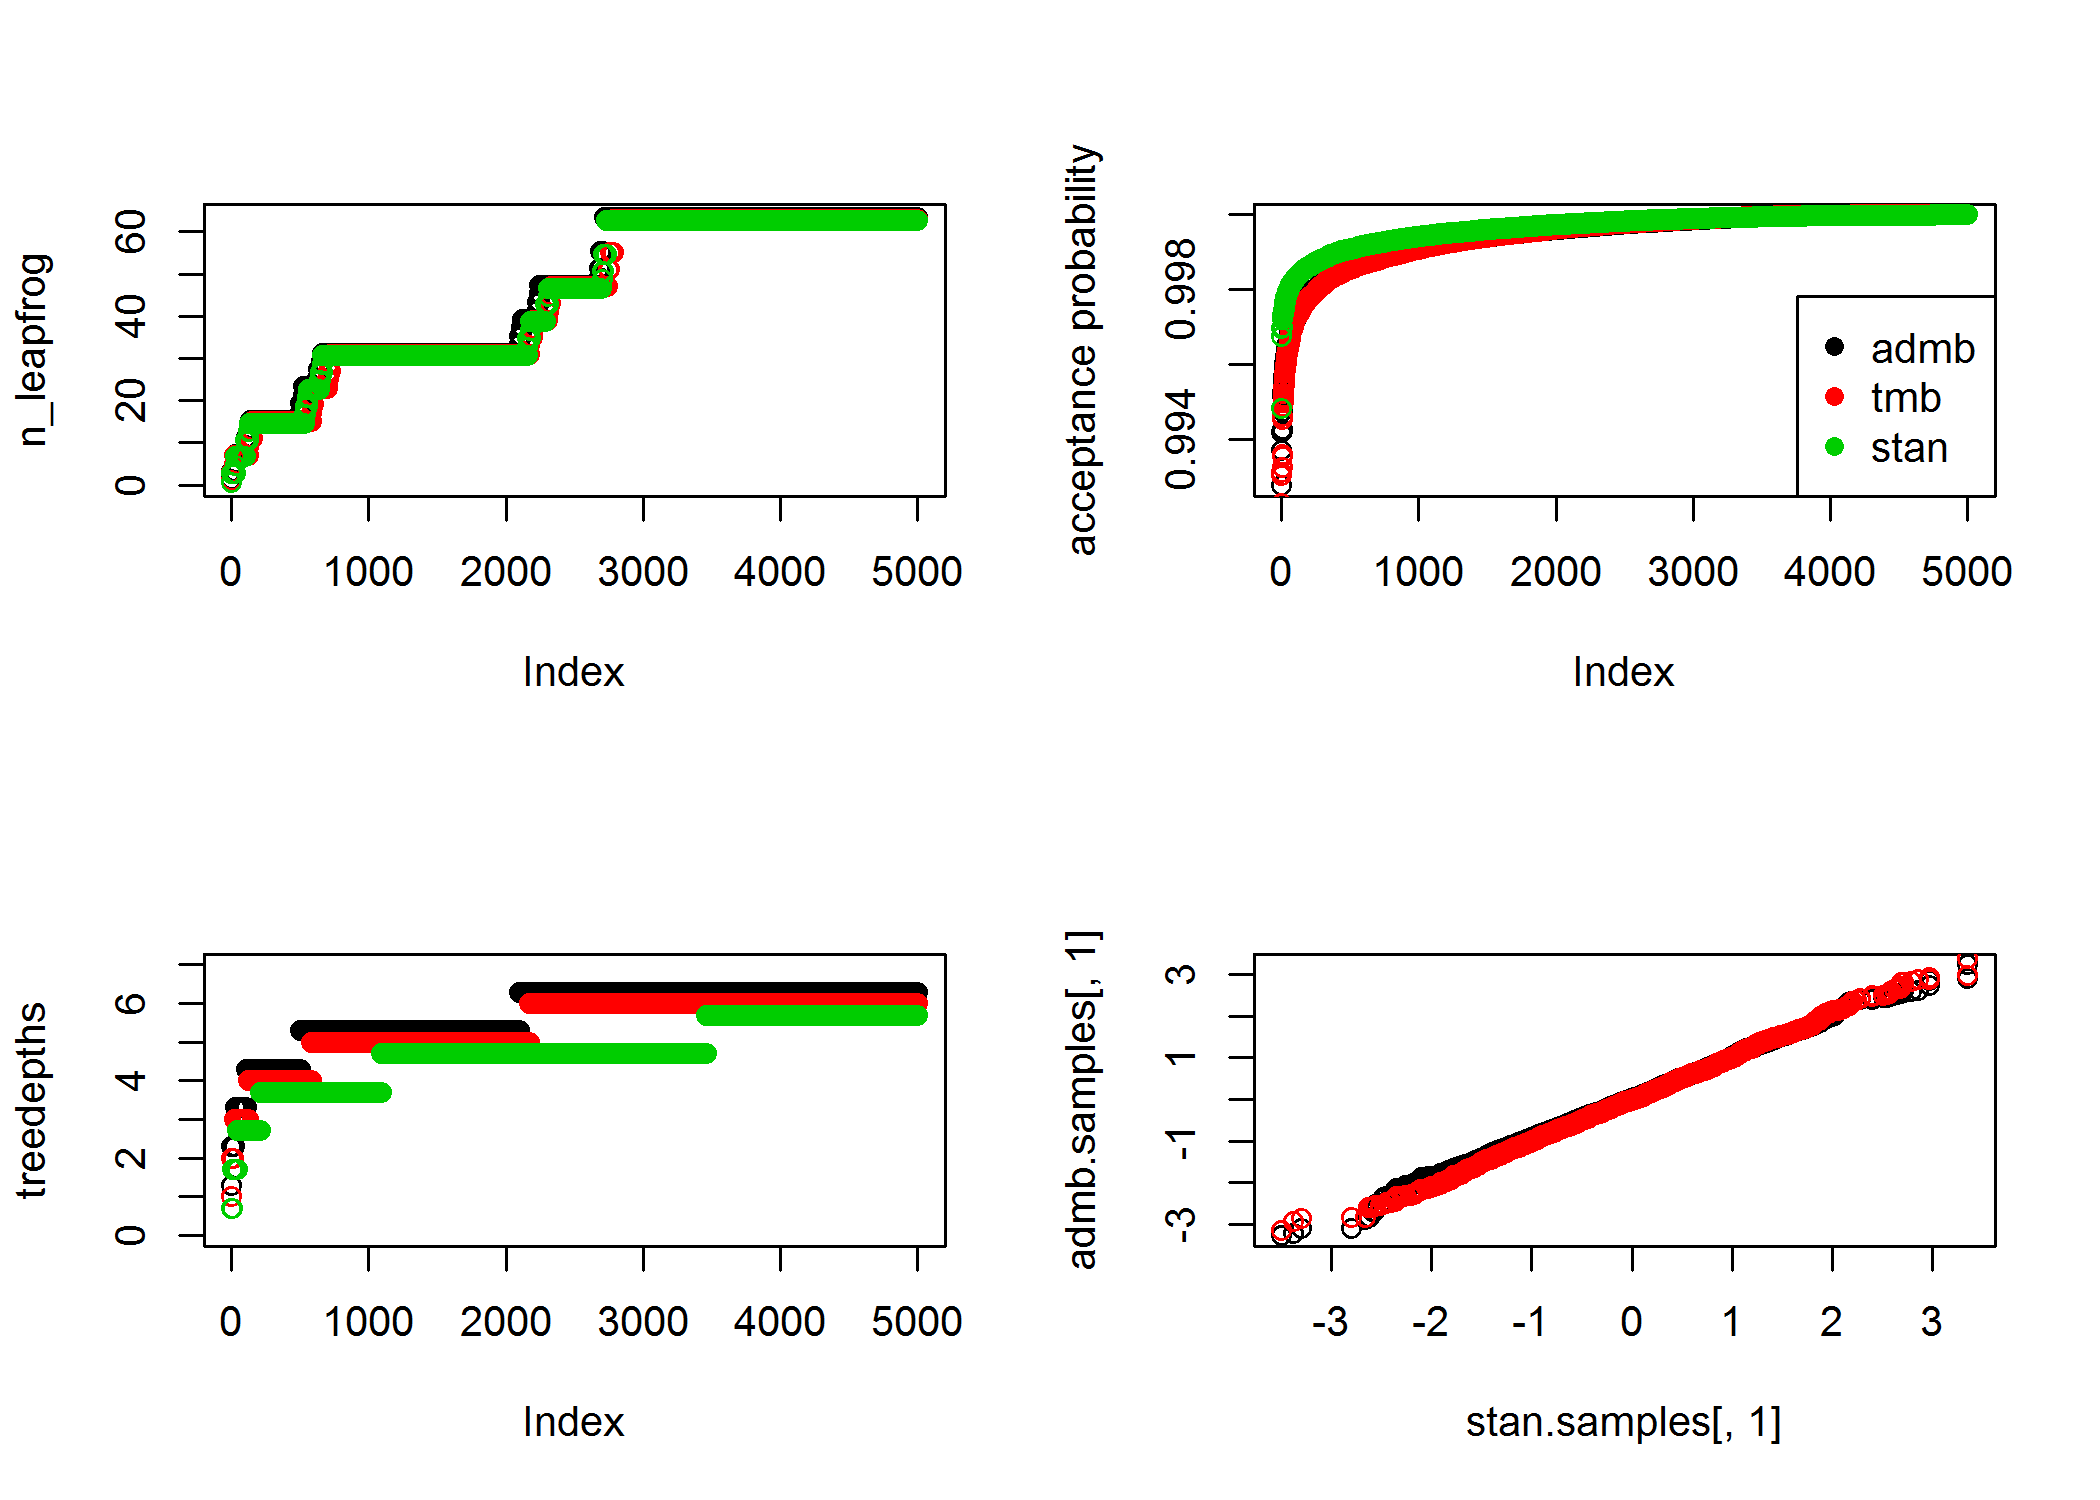 n_leapfrog
0 20 40 60
0 1000 2000 3000 4000 5000
Index
acceptance probability
0.994 0.998
admb
tmb
stan
0 1000 2000 3000 4000 5000
Index
treedepths
0 2 4 6
0 1000 2000 3000 4000 5000
Index
admb.samples[, 1]
-3 -1 1 3
-3 -2 -1 0 1 2 3
stan.samples[, 1]